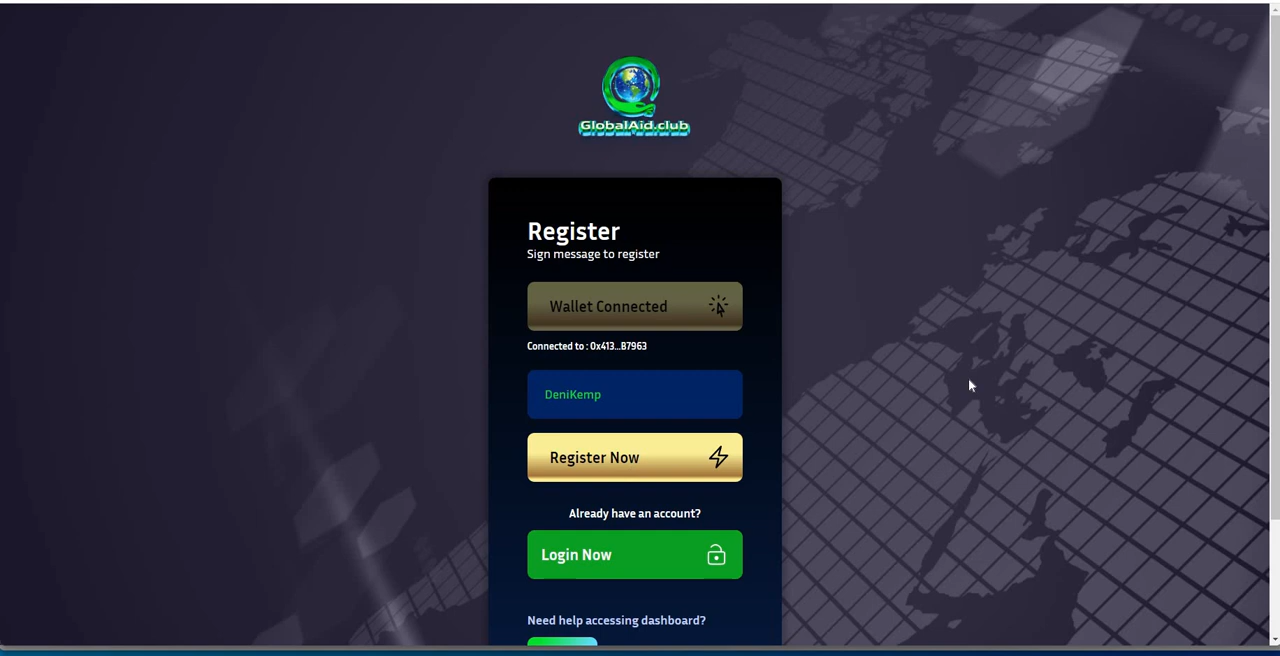 GlobalAid.club
Register
Sign message to register
Wallet Connected
Connected to : 0x413...B7963
DeniKemp
Register Now
Already have an account?
Login Now
Need help accessing dashboard?